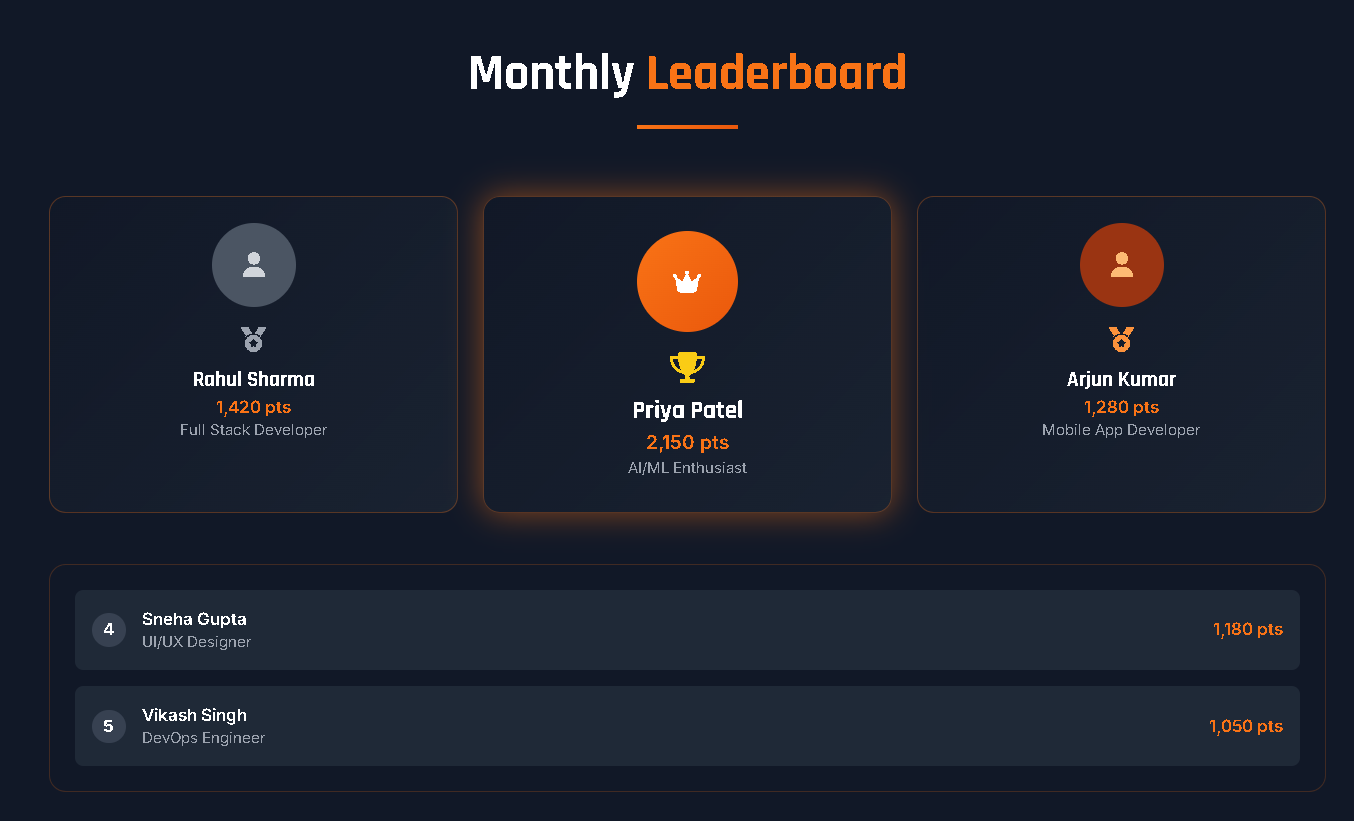 Monthly Leaderboard
Rahul Sharma
1,420 pts
Full Stack Developer
Priya Patel
2,150 pts
AI/ML Enthusiast
Arjun Kumar
1,280 pts
Mobile App Developer
4
Sneha Gupta
UI/UX Designer
1,180 pts
5
Vikash Singh
DevOps Engineer
1,050 pts